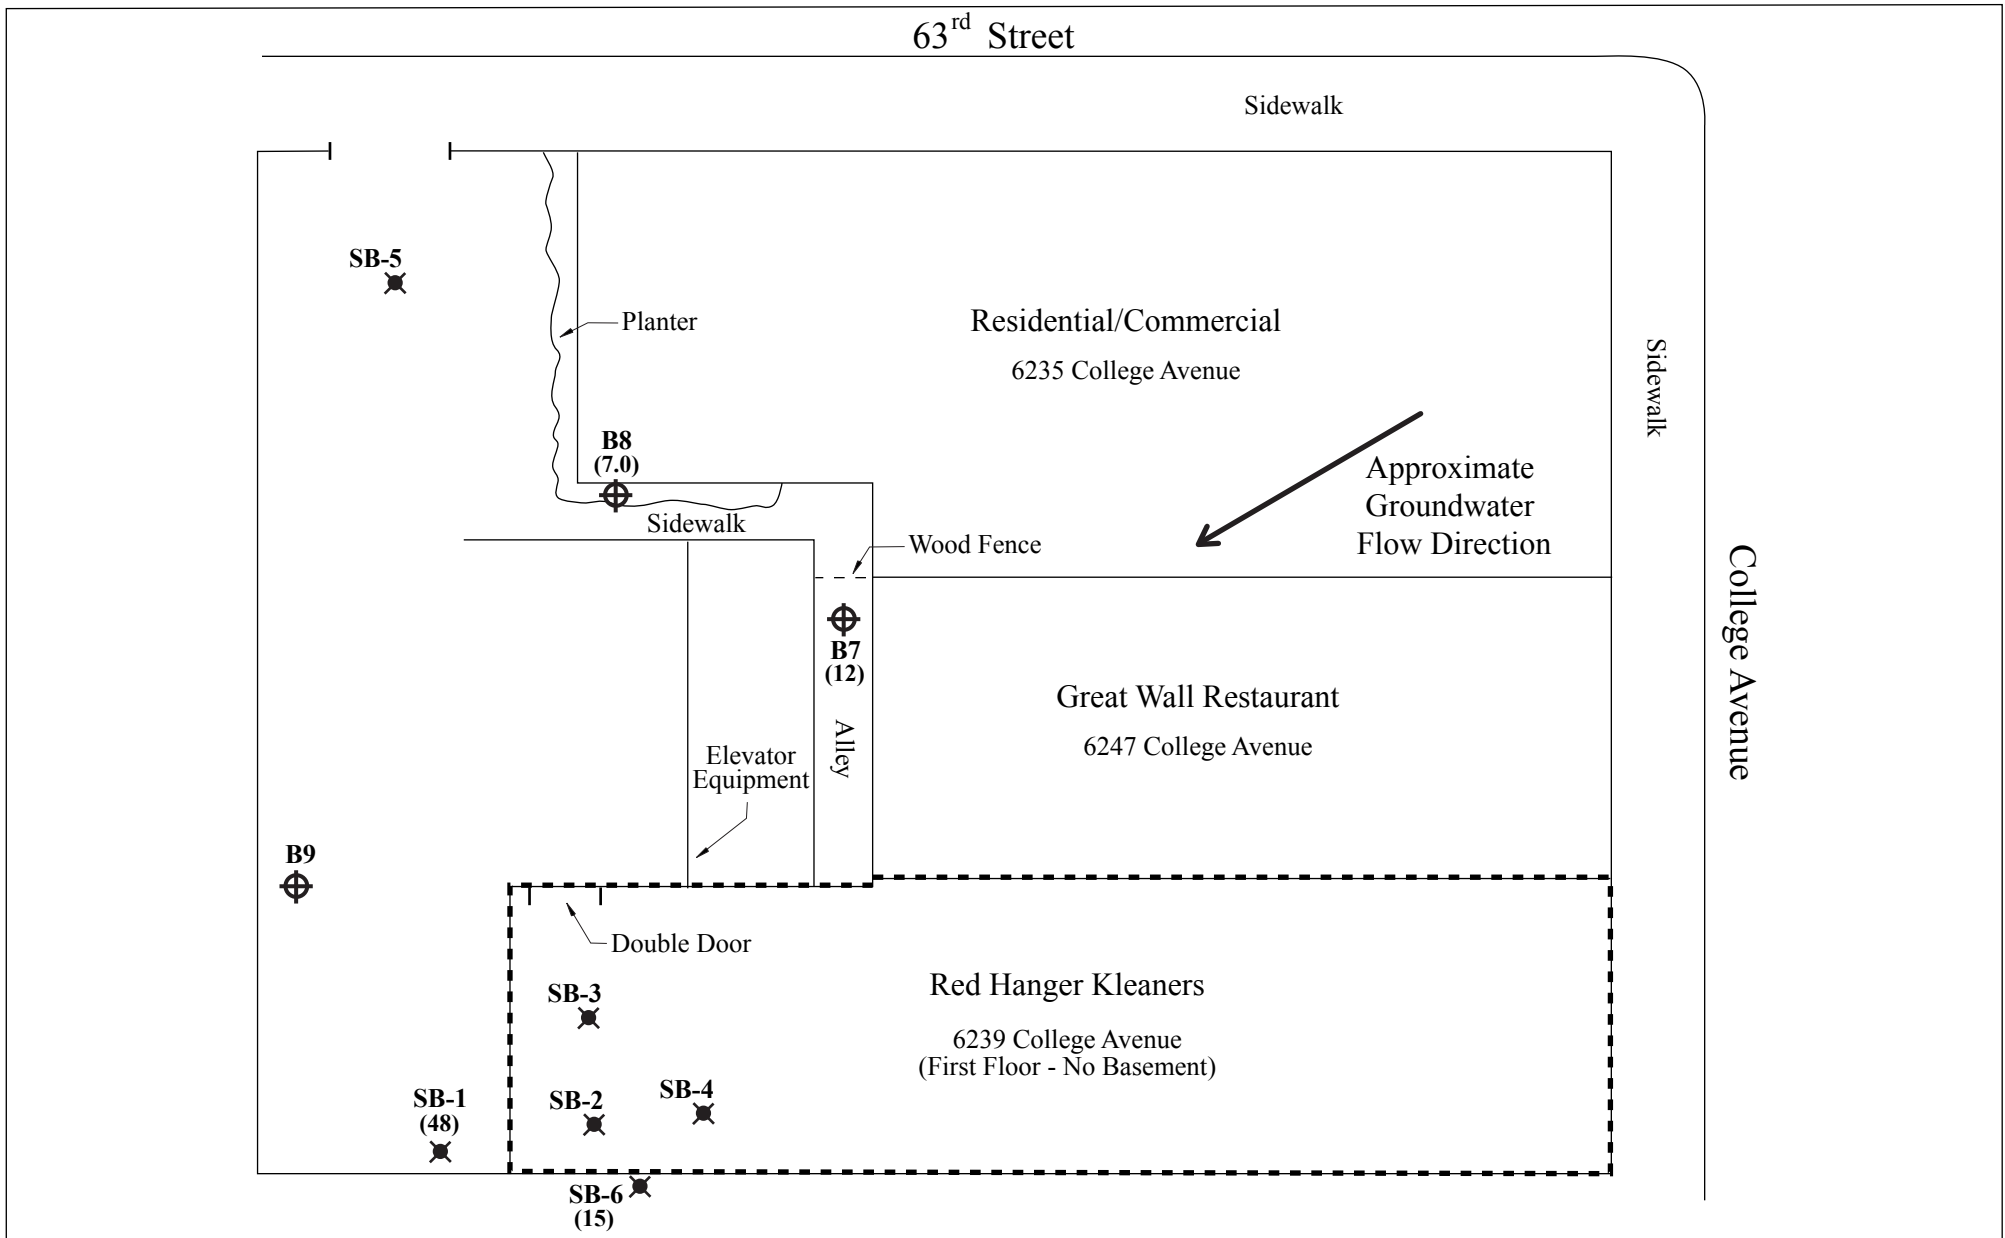 63rd Street
Sidewalk
SB-5
Planter
Residential/Commercial
6235 College Avenue
Sidewalk
B8
(7.0)
Approximate
Groundwater
Flow Direction
Sidewalk
Wood Fence
College Avenue
B7
(12)
Great Wall Restaurant
6247 College Avenue
Alley
Elevator
Equipment
B9
Double Door
Red Hanger Kleaners
6239 College Avenue
(First Floor - No Basement)
SB-3
SB-4
SB-2
SB-1
(48)
SB-6
(15)